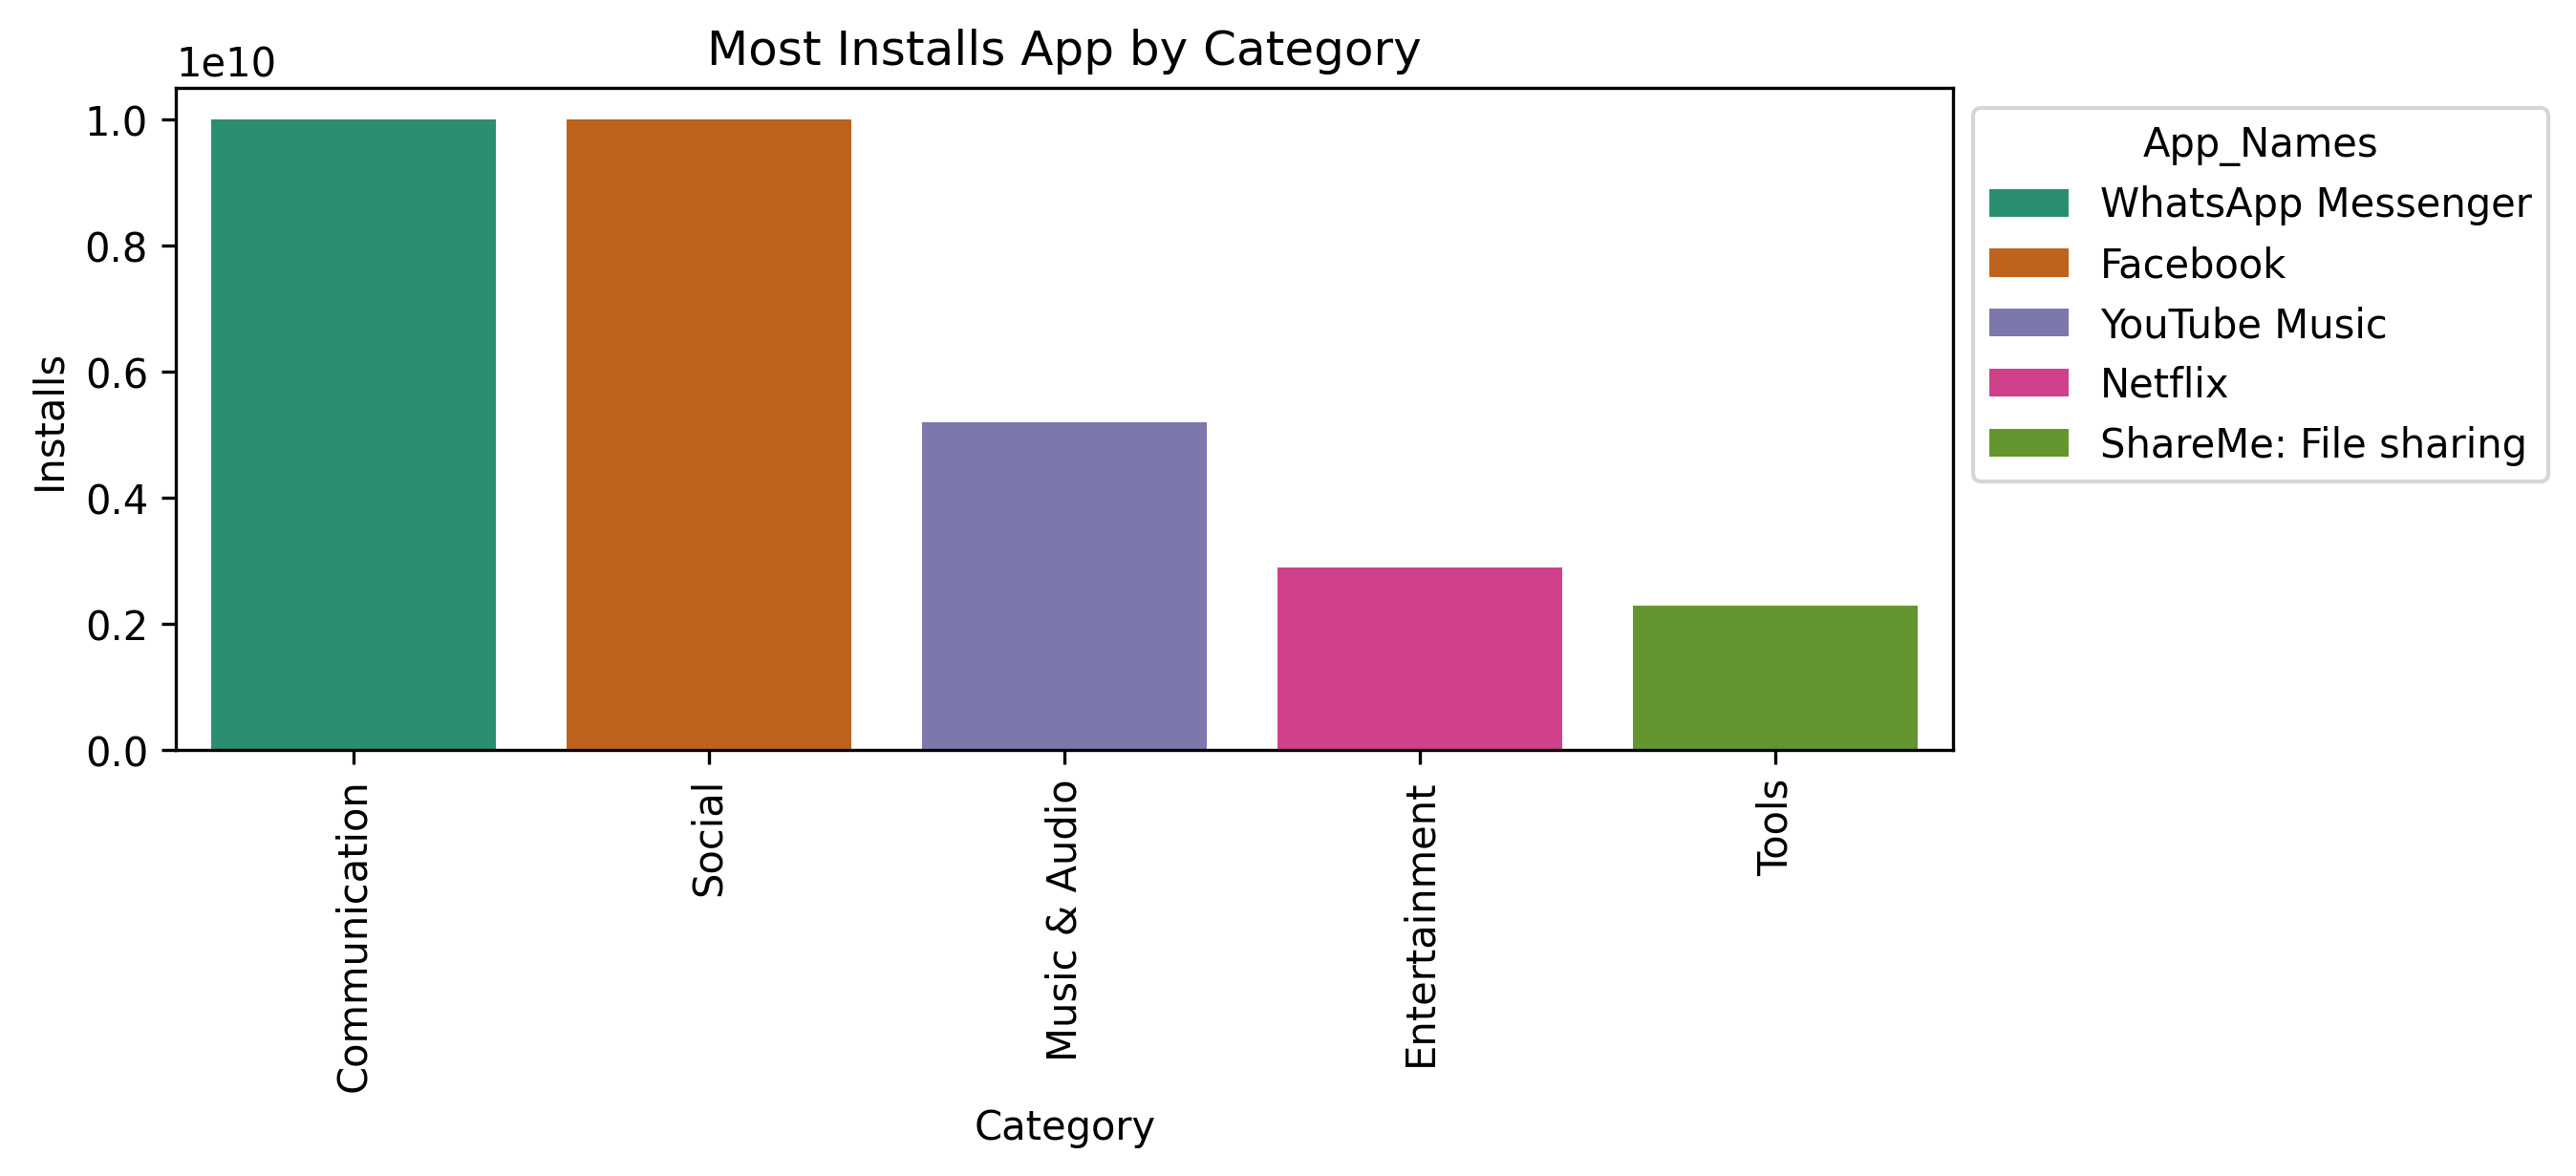 Most Installs App by Category
1e10
1.0
0.8
0.6
0.4
0.2
0.0
Installs
Communication
Social
Music & Audio
Entertainment
Tools
Category
App_Names
WhatsApp Messenger
Facebook
YouTube Music
Netflix
ShareMe: File sharing